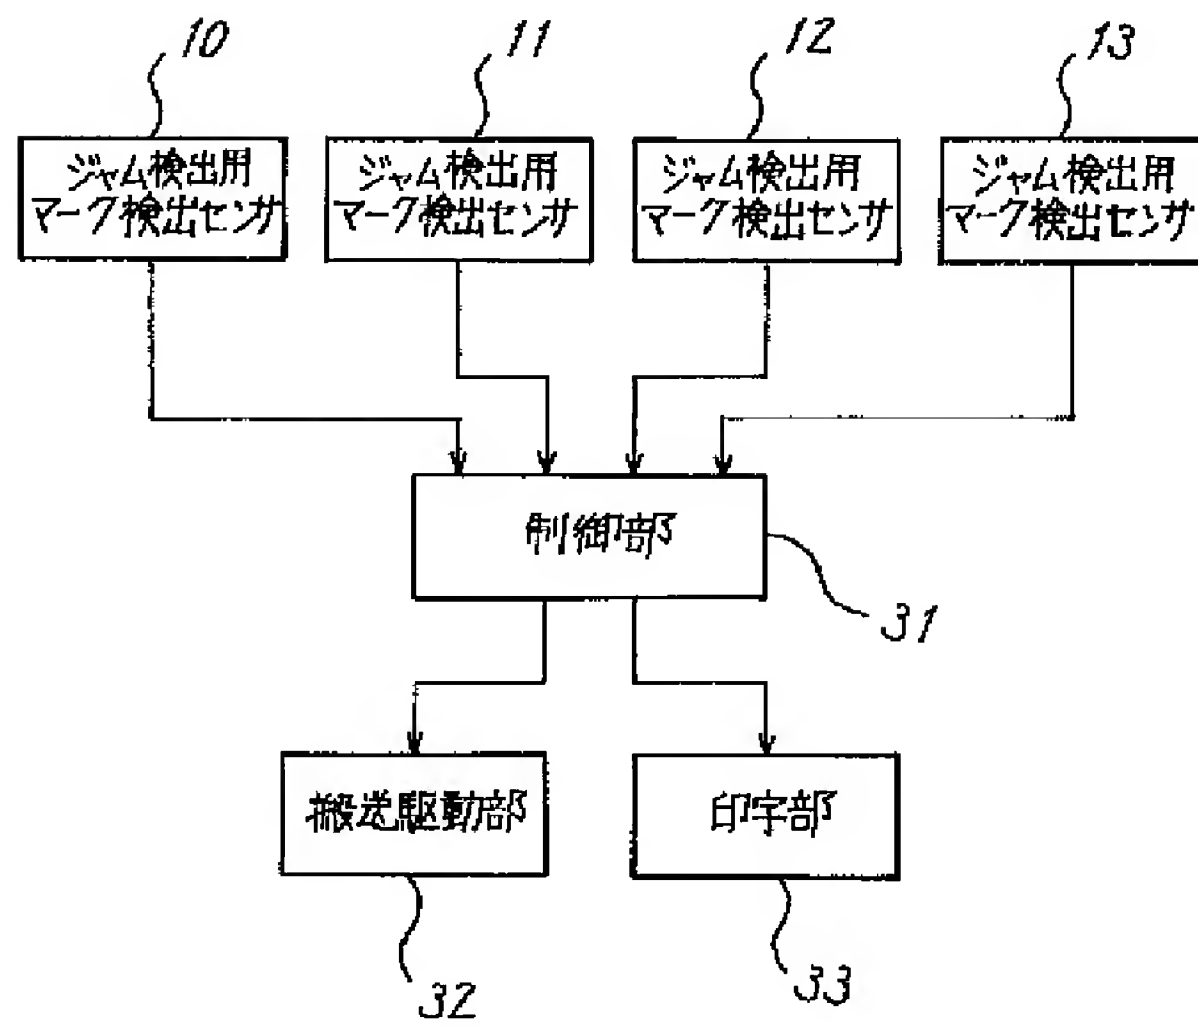 10
11
12
13
ジャム検出用
マーク検出センサ
ジャム検出用
マーク検出センサ
ジャム検出用
マーク検出センサ
ジャム検出用
マーク検出センサ
制御部
31
搬送駆動部
印字部
32
33